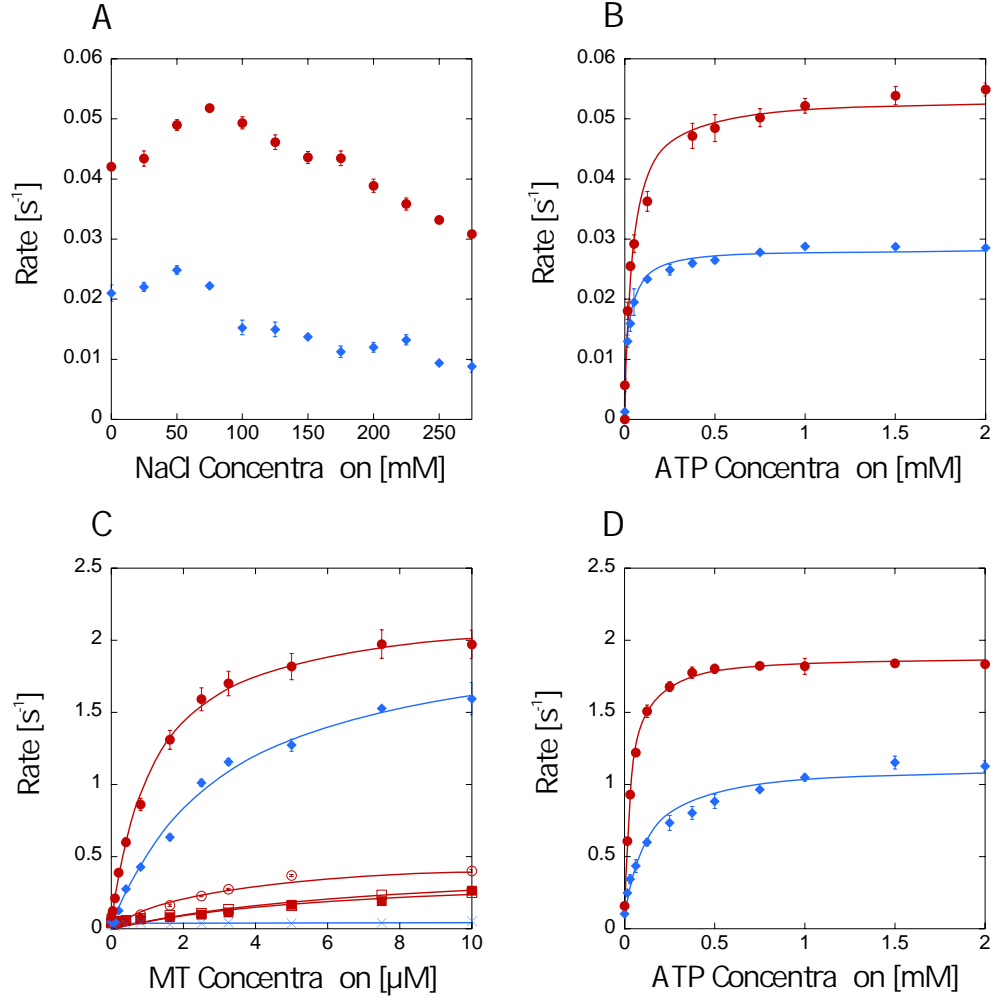 A
B
0.06
0.05
0.04
0.03
0.02
0.01
0
Rate [s-1]
0 50 100 150 200 250
NaCl Concentra on [mM]
0.06
0.05
0.04
0.03
0.02
0.01
0
Rate [s-1]
0 0.5 1 1.5 2
ATP Concentra on [mM]
C
D
2.5
2
1.5
1
0.5
0
Rate [s-1]
0 2 4 6 8 10
MT Concentra on [µM]
2.5
2
1.5
1
0.5
0
Rate [s-1]
0 0.5 1 1.5 2
ATP Concentra on [mM]